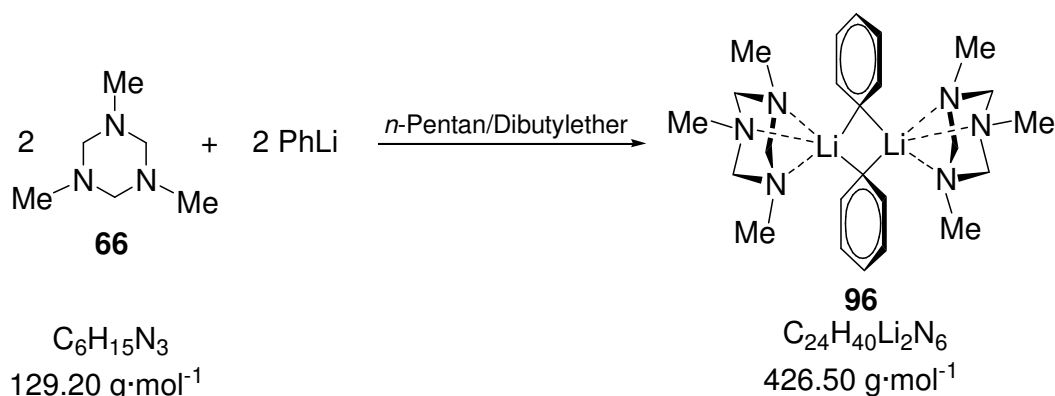 Me
N
N
N
Me
Me
66
2
+
2 PhLi
n-Pentan/Dibutylether
Me
N
Me
N
N
Me
Li
Li
Me
N
N
Me
N
Me
96
C₆H₁₅N₃
129.20 g·mol⁻¹
C₂₄H₄₀Li₂N₆
426.50 g·mol⁻¹